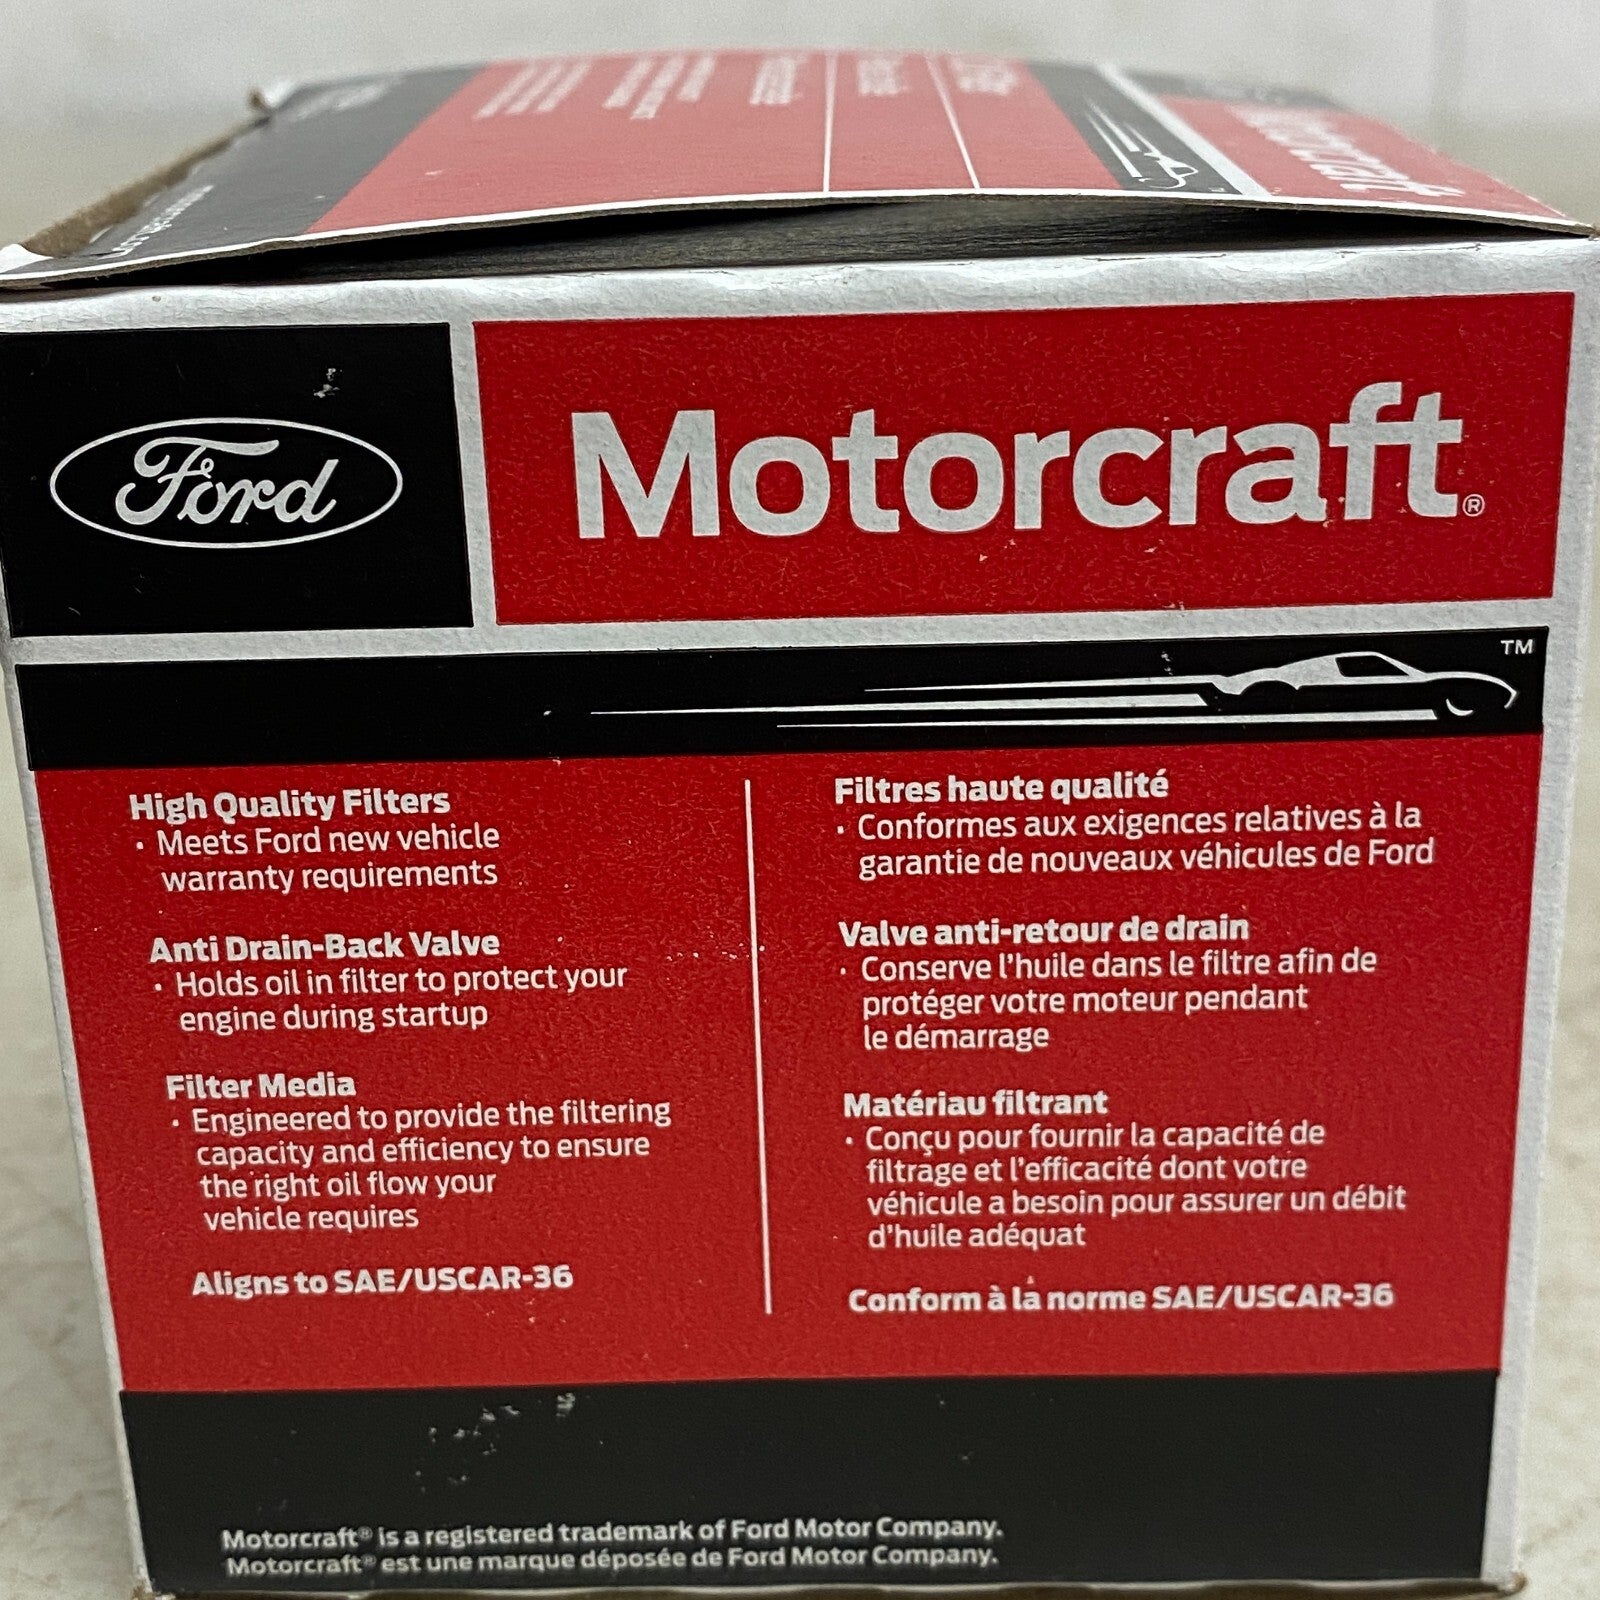 Motorcraft
Ford
Motorcraft®
TM
High Quality Filters
· Meets Ford new vehicle
warranty requirements
Anti Drain-Back Valve
· Holds oil in filter to protect your
engine during startup
Filter Media
· Engineered to provide the filtering
capacity and efficiency to ensure
the right oil flow your
vehicle requires
Aligns to SAE/USCAR-36
Filtres haute qualité
· Conformes aux exigences relatives à la
garantie de nouveaux véhicules de Ford
Valve anti-retour de drain
· Conserve l'huile dans le filtre afin de
protéger votre moteur pendant
le démarrage
Matériau filtrant
· Conçu pour fournir la capacité de
filtrage et l'efficacité dont votre
véhicule a besoin pour assurer un débit
d'huile adéquat
Conform à la norme SAE/USCAR-36
Motorcraft® is a registered trademark of Ford Motor Company.
Motorcraft® est une marque déposée de Ford Motor Company.